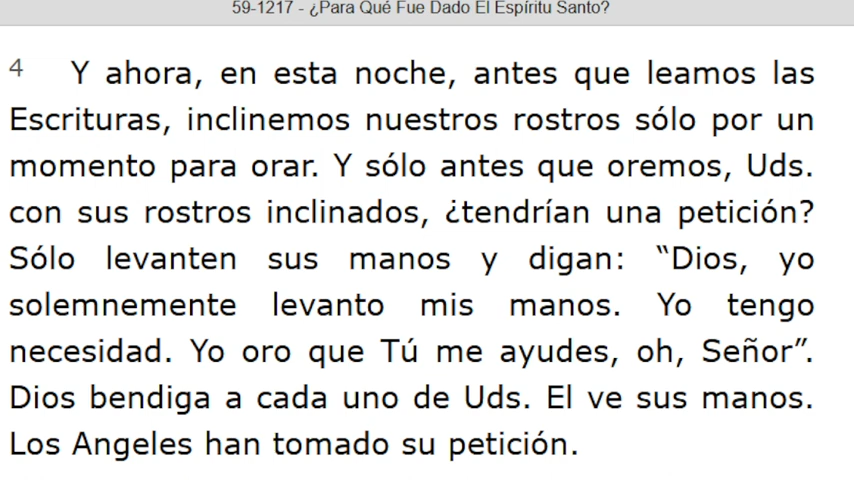 59-1217 - ¿Para Qué Fue Dado El Espíritu Santo?
4 Y ahora, en esta noche, antes que leamos las
Escrituras, inclinemos nuestros rostros sólo por un
momento para orar. Y sólo antes que oremos, Uds.
con sus rostros inclinados, ¿tendrían una petición?
Sólo levanten sus manos y digan: “Dios, yo
solemnemente levanto mis manos. Yo tengo
necesidad. Yo oro que Tú me ayudes, oh, Señor”.
Dios bendiga a cada uno de Uds. El ve sus manos.
Los Angeles han tomado su petición.